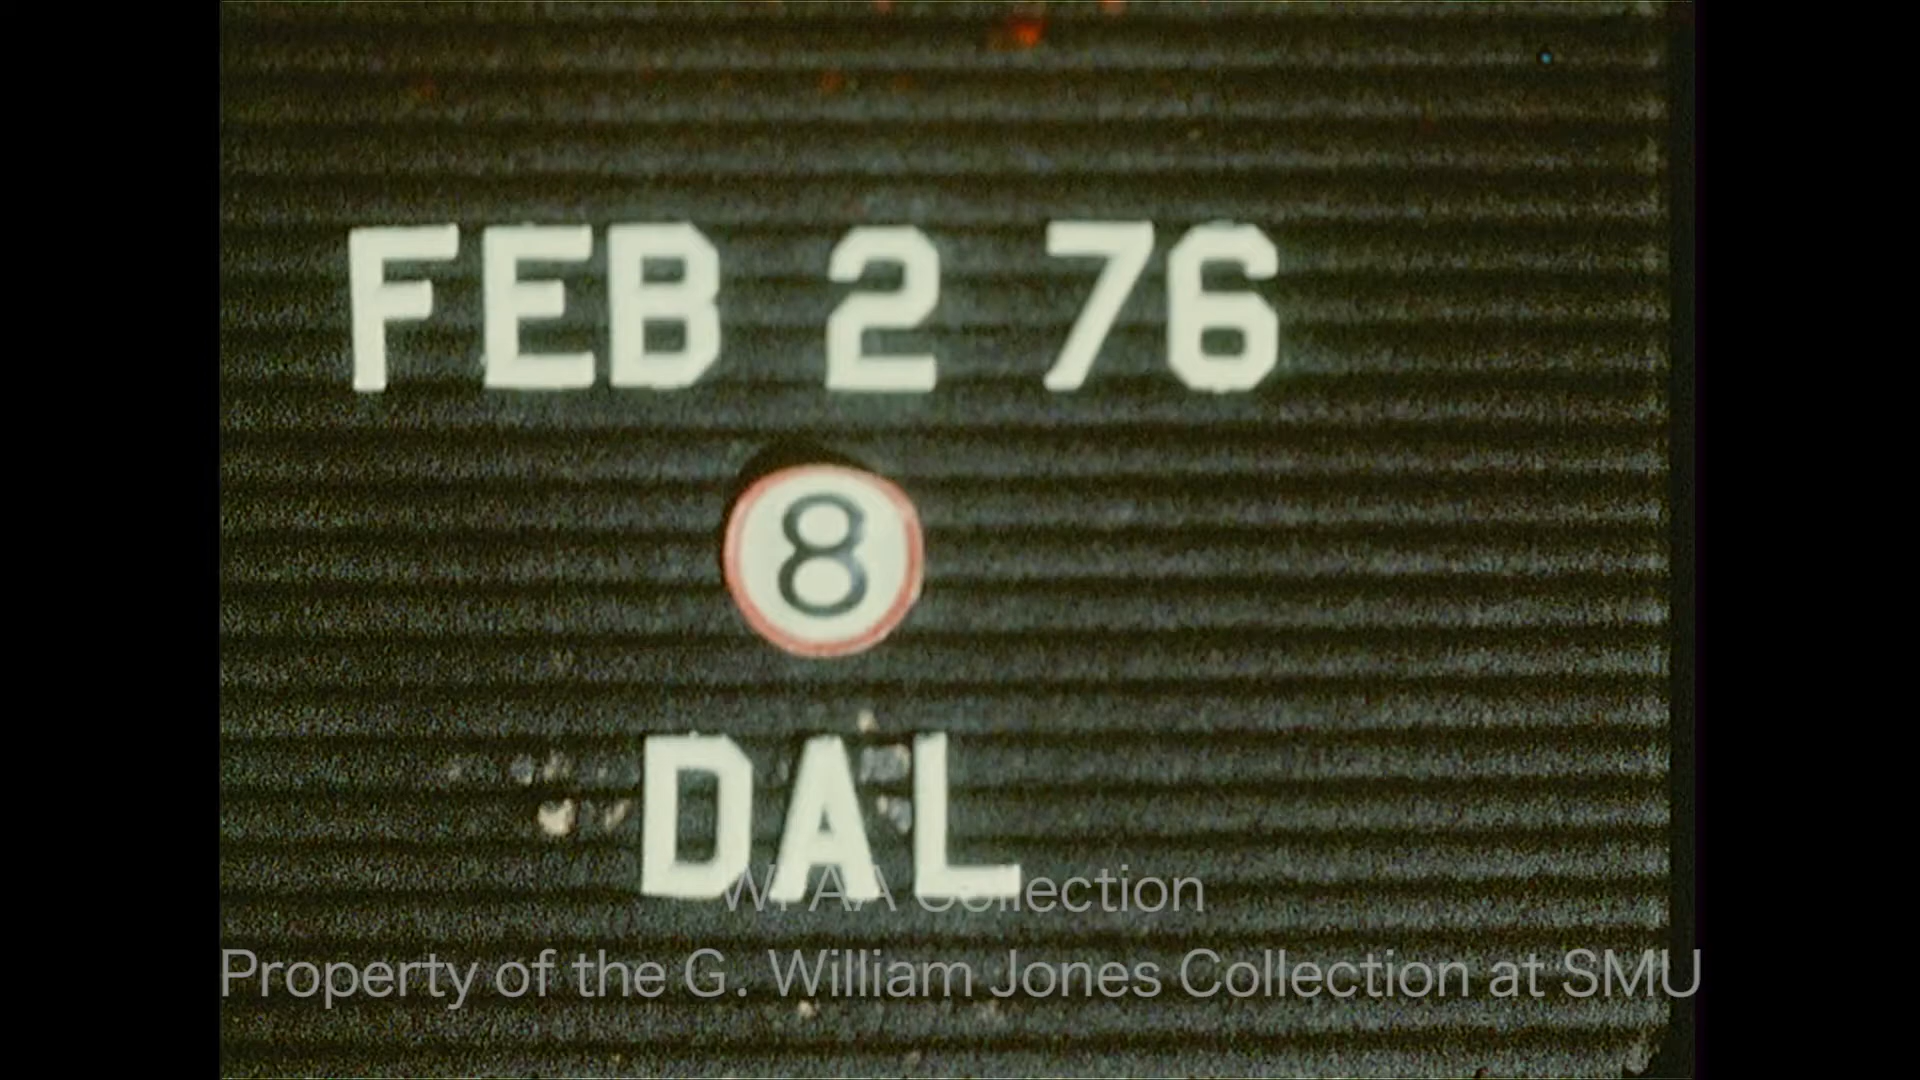 FEB 2 76
8
DAL
WFAA Collection
Property of the G. William Jones Collection at SMU